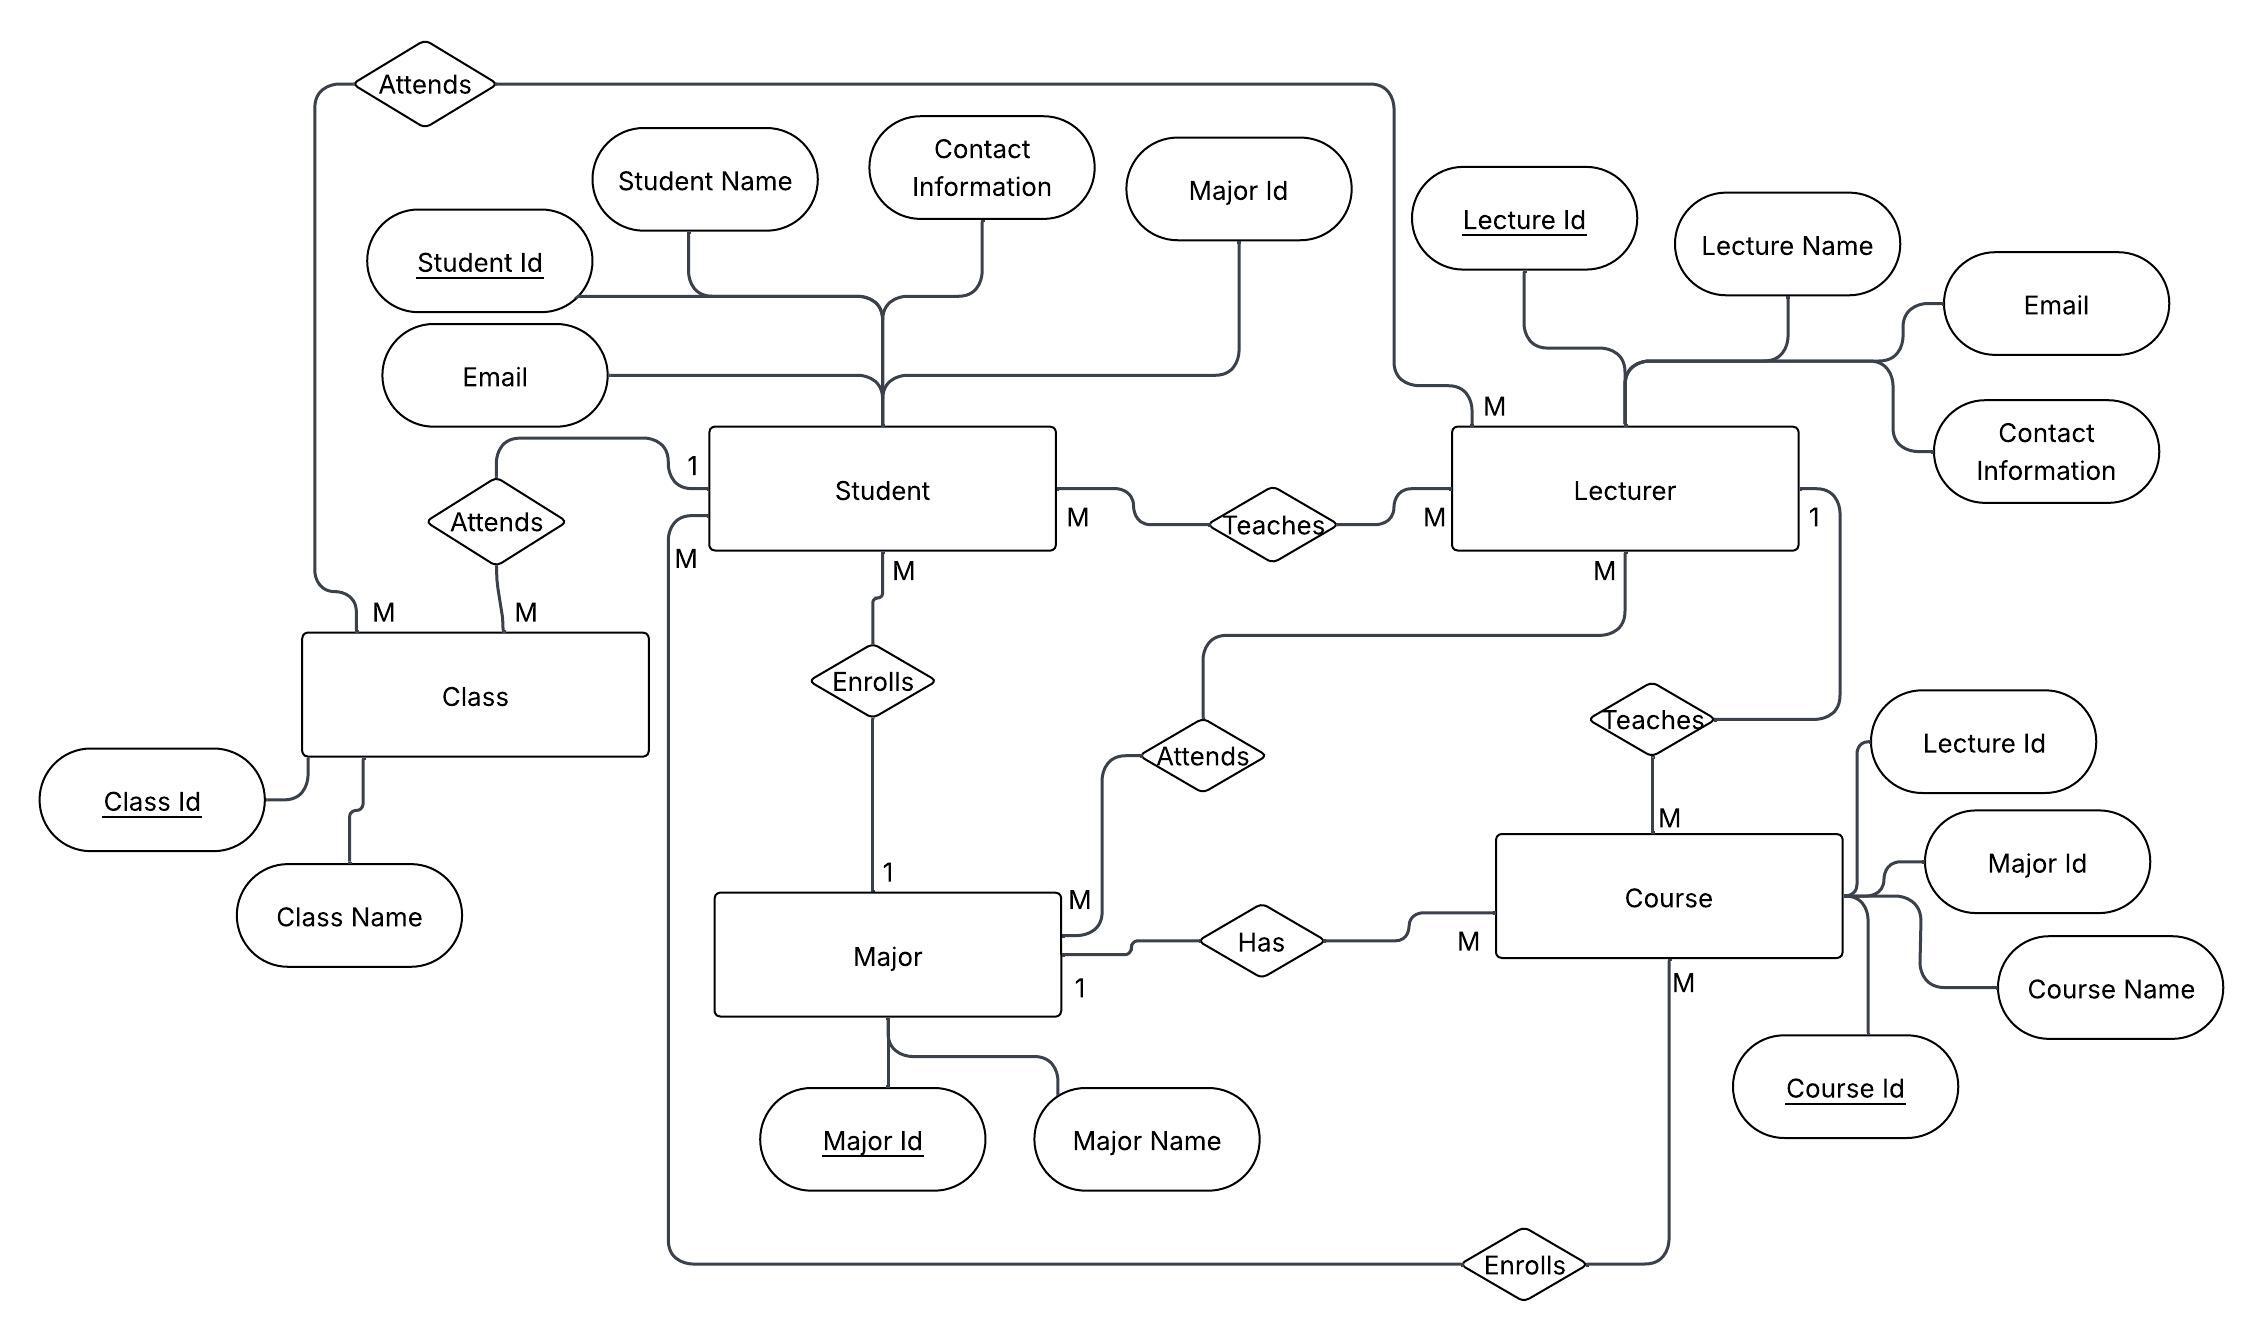 Attends
Student Name
Contact
Information
Major Id
Lecture Id
Lecture Name
Student Id
Email
Email
Contact
Information
M
1
Student
Lecturer
Attends
M
Teaches
M
1
M
M
M
M
M
Enrolls
Class
Attends
Teaches
Lecture Id
Class Id
M
Major Id
1
M
Course
Class Name
Major
Has
M
1
M
Course Name
Course Id
Major Id
Major Name
Enrolls